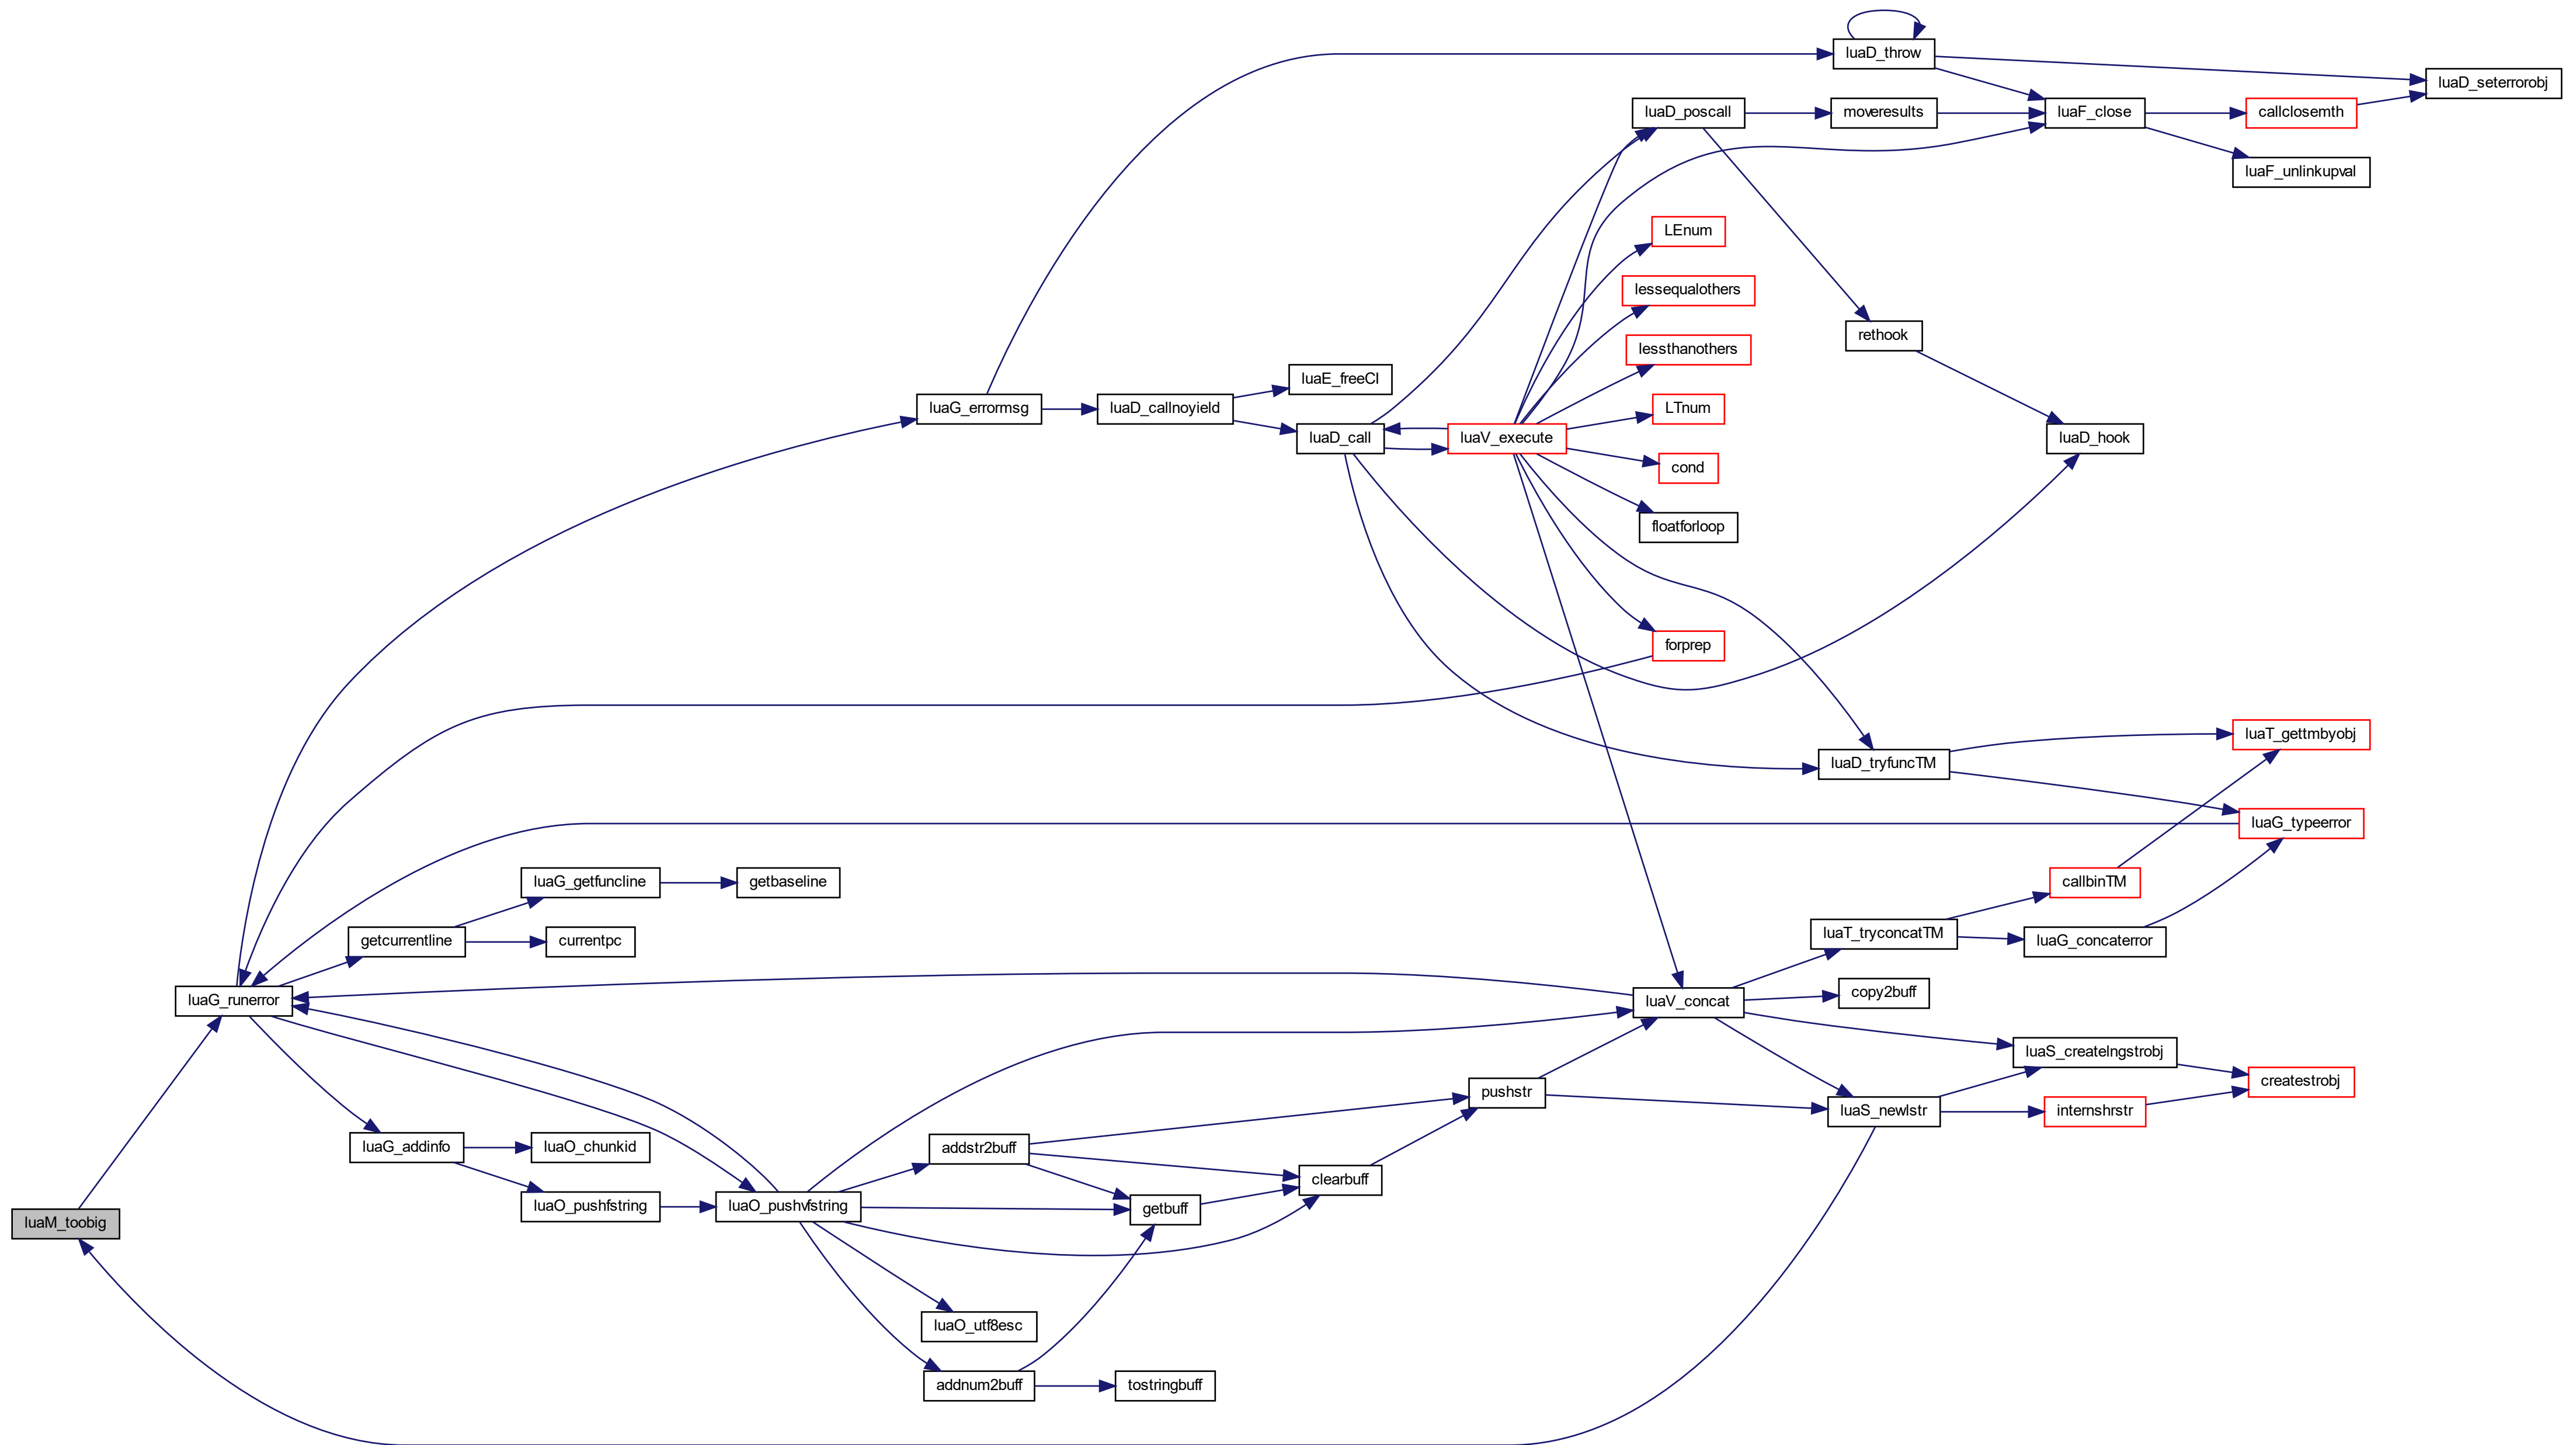 luaM_toobig
luaG_runerror
luaG_errormsg
luaD_callnoyield
luaE_freeCI
luaD_call
luaV_execute
luaD_poscall
luaD_throw
moveresults
luaF_close
callclosemth
luaD_seterrorobj
luaF_unlinkupval
LEnum
lessequalothers
lessthanothers
LTnum
cond
floatforloop
forprep
rethook
luaD_hook
luaD_tryfuncTM
luaT_gettmbyobj
luaG_typeerror
callbinTM
luaT_tryconcatTM
luaG_concaterror
luaV_concat
copy2buff
luaS_createlngstrobj
createstrobj
luaS_newlstr
internshrstr
getcurrentline
luaG_getfuncline
getbaseline
currentpc
luaG_addinfo
luaO_chunkid
luaO_pushfstring
luaO_pushvfstring
addstr2buff
getbuff
clearbuff
pushstr
luaO_utf8esc
addnum2buff
tostringbuff